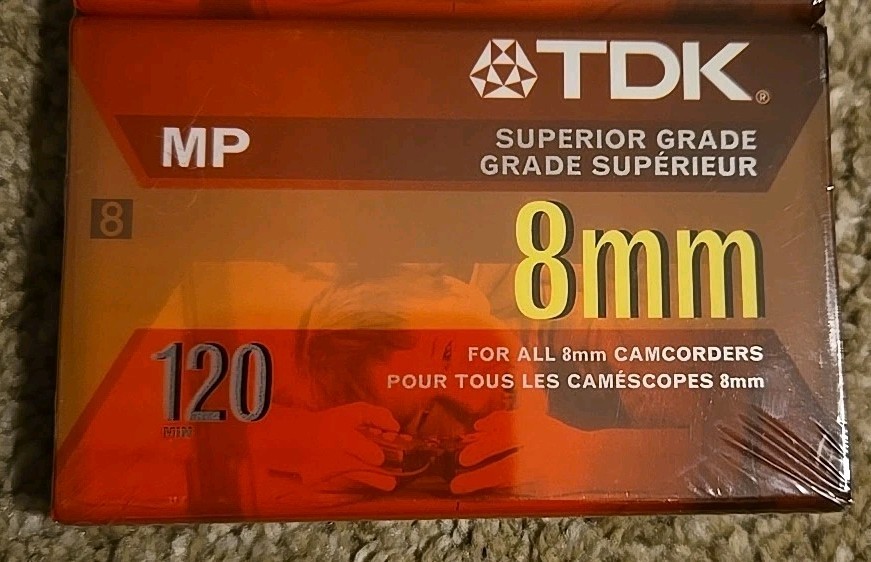 TDK®
MP
SUPERIOR GRADE
GRADE SUPÉRIEUR
8
8mm
120
MIN
FOR ALL 8mm CAMCORDERS
POUR TOUS LES CAMÉSCOPES 8mm